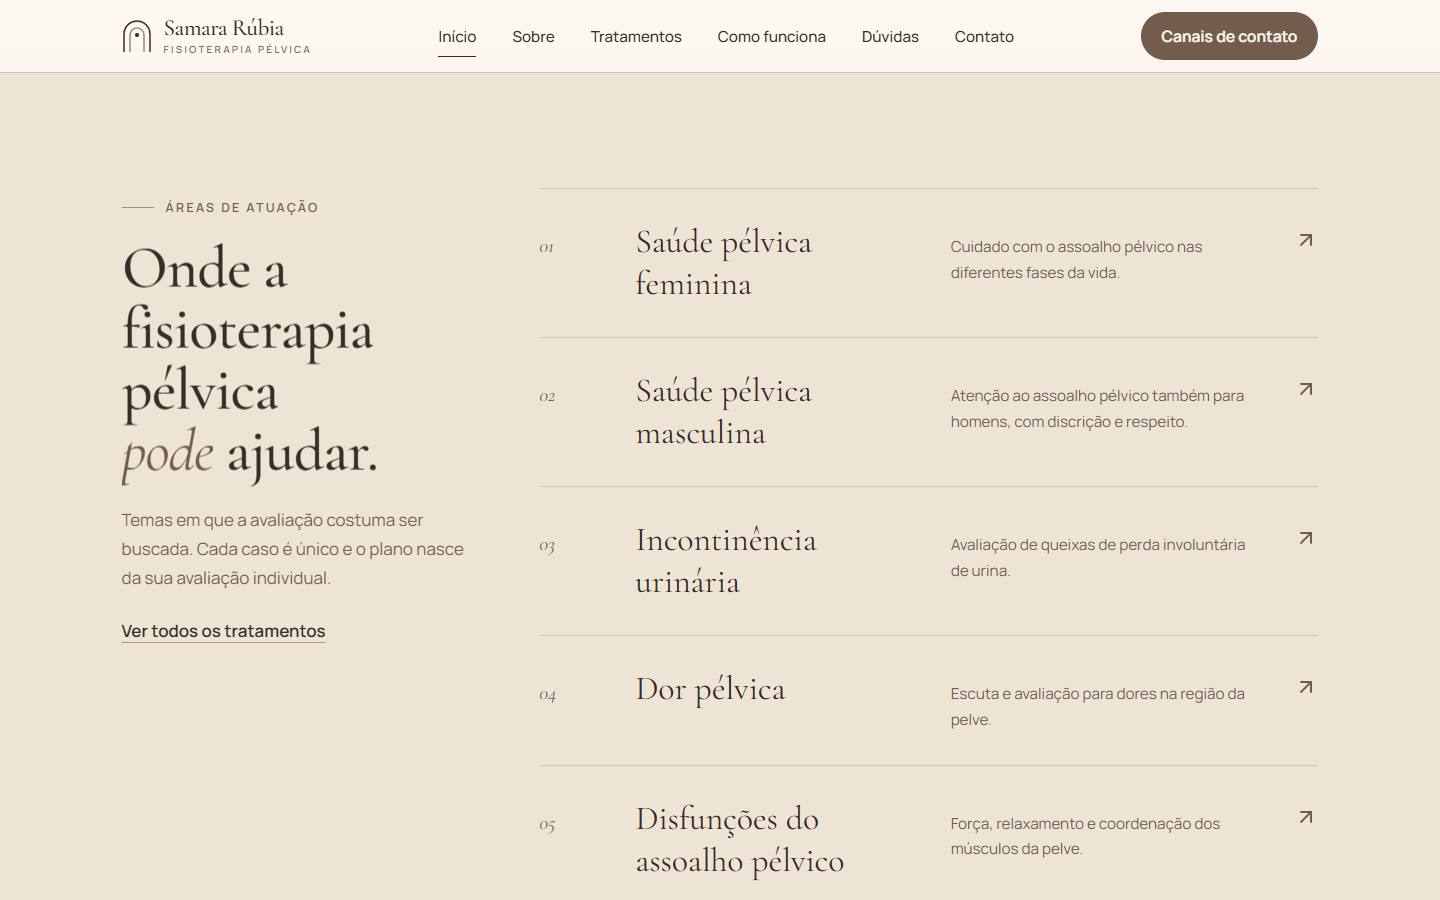 Samara Rúbia
FISIOTERAPIA PÉLVICA
Início
Sobre
Tratamentos
Como funciona
Dúvidas
Contato
Canais de contato
ÁREAS DE ATUAÇÃO
Onde a
fisioterapia
pélvica
pode ajudar.
Temas em que a avaliação costuma ser
buscada. Cada caso é único e o plano nasce
da sua avaliação individual.
Ver todos os tratamentos
01
Saúde pélvica
feminina
Cuidado com o assoalho pélvico nas
diferentes fases da vida.
02
Saúde pélvica
masculina
Atenção ao assoalho pélvico também para
homens, com discrição e respeito.
03
Incontinência
urinária
Avaliação de queixas de perda involuntária
de urina.
04
Dor pélvica
Escuta e avaliação para dores na região da
pelve.
05
Disfunções do
assoalho pélvico
Força, relaxamento e coordenação dos
músculos da pelve.